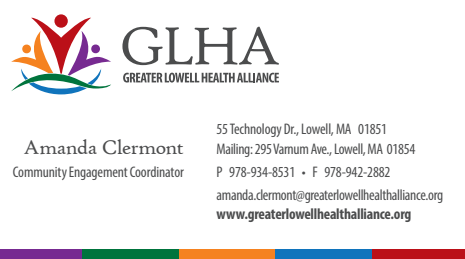 GLHA
GREATER LOWELL HEALTH ALLIANCE
Amanda Clermont
Community Engagement Coordinator
55 Technology Dr., Lowell, MA 01851
Mailing: 295 Varnum Ave., Lowell, MA 01854
P 978-934-8531 • F 978-942-2882
amanda.clermont@greaterlowellhealthalliance.org
www.greaterlowellhealthalliance.org